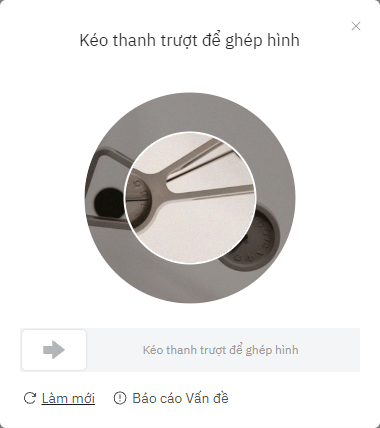 Kéo thanh trượt để ghép hình
Kéo thanh trượt để ghép hình
Làm mới
Báo cáo Vấn đề